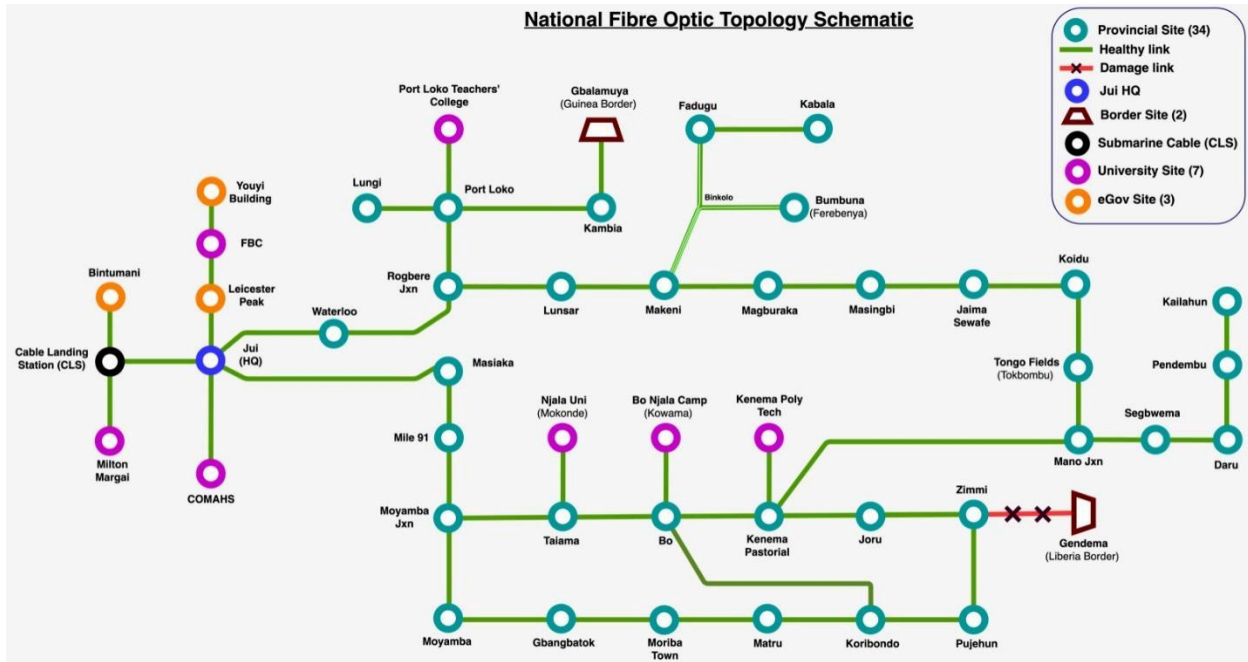 National Fibre Optic Topology Schematic
Provincial Site (34)
Healthy link
Damage link
Jui HQ
Border Site (2)
Submarine Cable (CLS)
University Site (7)
eGov Site (3)
Port Loko Teachers'
College
Gbalamuya
(Guinea Border)
Fadugu
Kabala
Lungi
Port Loko
Kambia
Binkolo
Bumbuna
(Ferebenya)
Youyi
Building
FBC
Bintumani
Leicester
Peak
Waterloo
Rogbere
Jxn
Lunsar
Makeni
Magburaka
Masingbi
Jaima
Sewafe
Koidu
Kailahun
Cable Landing
Station (CLS)
Jui
(HQ)
Masiaka
Tongo Fields
(Tokbombu)
Pendembu
Milton
Margai
COMAHS
Mile 91
Njala Uni
(Mokonde)
Bo Njala Camp
(Kowama)
Kenema Poly
Tech
Mano Jxn
Segbwema
Daru
Moyamba
Jxn
Taiama
Bo
Kenema
Pastorial
Joru
Zimmi
Gendema
(Liberia Border)
Moyamba
Gbangbatok
Moriba
Town
Matru
Koribondo
Pujehun